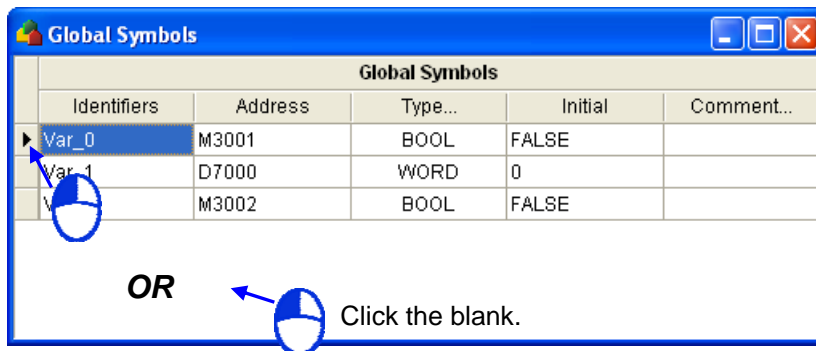 Global Symbols
Global Symbols
Identifiers Address Type... Initial Comment...
Var_0 M3001 BOOL FALSE
Var_1 D7000 WORD 0
M3002 BOOL FALSE
OR
Click the blank.